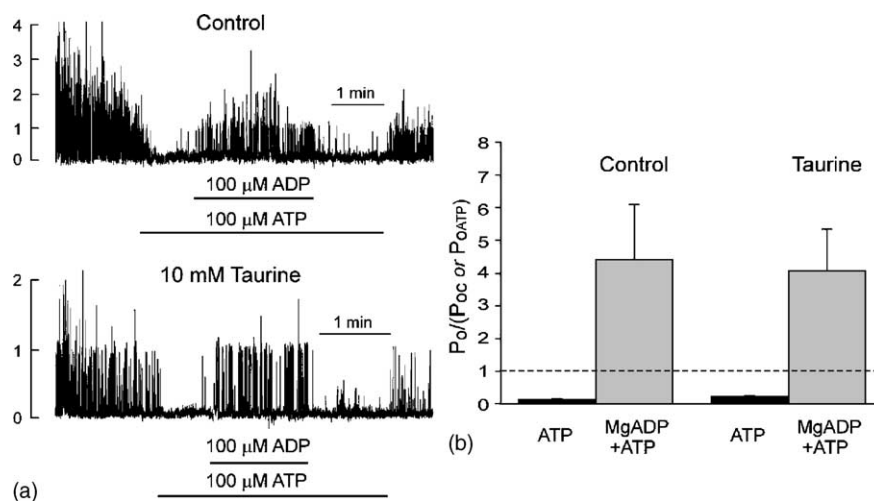 Control
4
3
2
1
0
1 min
100 μM ADP
100 μM ATP
10 mM Taurine
2
1
0
1 min
100 μM ADP
100 μM ATP
(a)
8
7
6
5
4
3
2
1
0
Po/(Poc or PoATP)
Control
Taurine
ATP
MgADP
+ATP
ATP
MgADP
+ATP
(b)